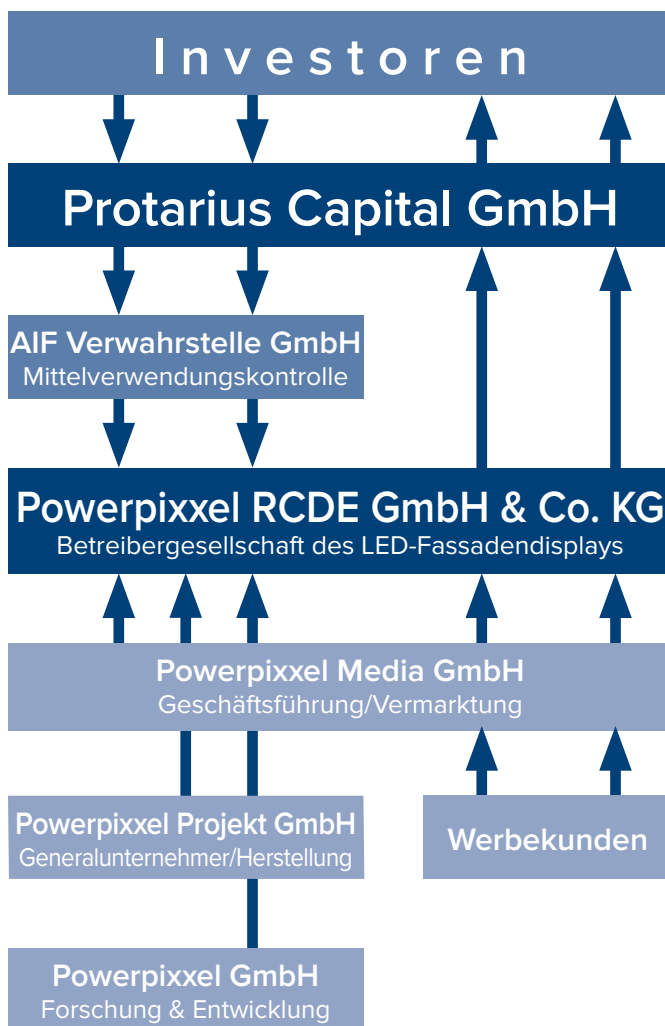 Investoren
Protarius Capital GmbH
AIF Verwahrstelle GmbH
Mittelverwendungskontrolle
Powerpixxel RCDE GmbH & Co. KG
Betreibergesellschaft des LED-Fassadendisplays
Powerpixxel Media GmbH
Geschäftsführung/Vermarktung
Powerpixxel Projekt GmbH
Generalunternehmer/Herstellung
Werbekunden
Powerpixxel GmbH
Forschung & Entwicklung